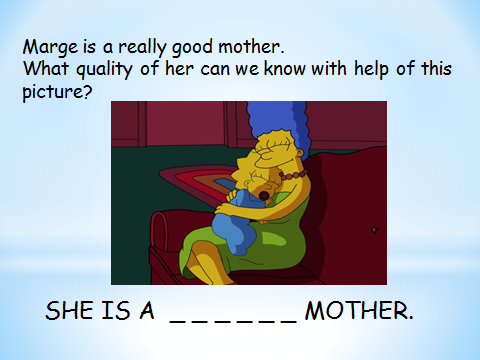 Marge is a really good mother.
What quality of her can we know with help of this
picture?
SHE IS A _ _ _ _ _ _ MOTHER.